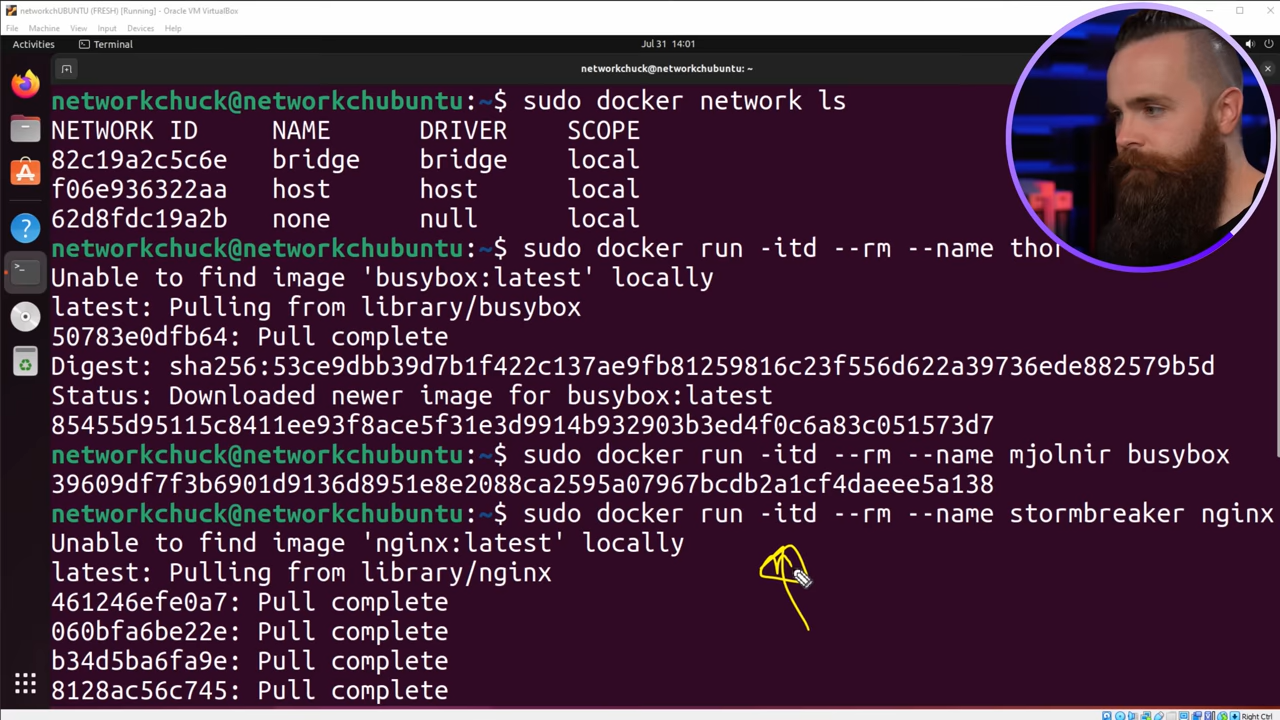 networkchUBUNTU (FRESH) [Running] - Oracle VM VirtualBox
File Machine View Input Devices Help
Activities Terminal Jul 31 14:01
networkchuck@networkchubuntu: ~
networkchuck@networkchubuntu:~$ sudo docker network ls
NETWORK ID NAME DRIVER SCOPE
82c19a2c5c6e bridge bridge local
f06e936322aa host host local
62d8fdc19a2b none null local
networkchuck@networkchubuntu:~$ sudo docker run -itd --rm --name thor
Unable to find image 'busybox:latest' locally
latest: Pulling from library/busybox
50783e0dfb64: Pull complete
Digest: sha256:53ce9dbb39d7b1f422c137ae9fb81259816c23f556d622a39736ede882579b5d
Status: Downloaded newer image for busybox:latest
85455d95115c8411ee93f8ace5f31e3d9914b932903b3ed4f0c6a83c051573d7
networkchuck@networkchubuntu:~$ sudo docker run -itd --rm --name mjolnir busybox
39609df7f3b6901d9136d8951e8e2088ca2595a07967bcdb2a1cf4daeee5a138
networkchuck@networkchubuntu:~$ sudo docker run -itd --rm --name stormbreaker nginx
Unable to find image 'nginx:latest' locally
latest: Pulling from library/nginx
461246efe0a7: Pull complete
060bfa6be22e: Pull complete
b34d5ba6fa9e: Pull complete
8128ac56c745: Pull complete
Right Ctrl